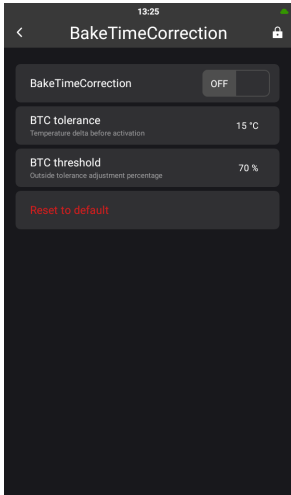 13:25
BakeTimeCorrection
BakeTimeCorrection
OFF
BTC tolerance
Temperature delta before activation
15 °C
BTC threshold
Outside tolerance adjustment percentage
70 %
Reset to default